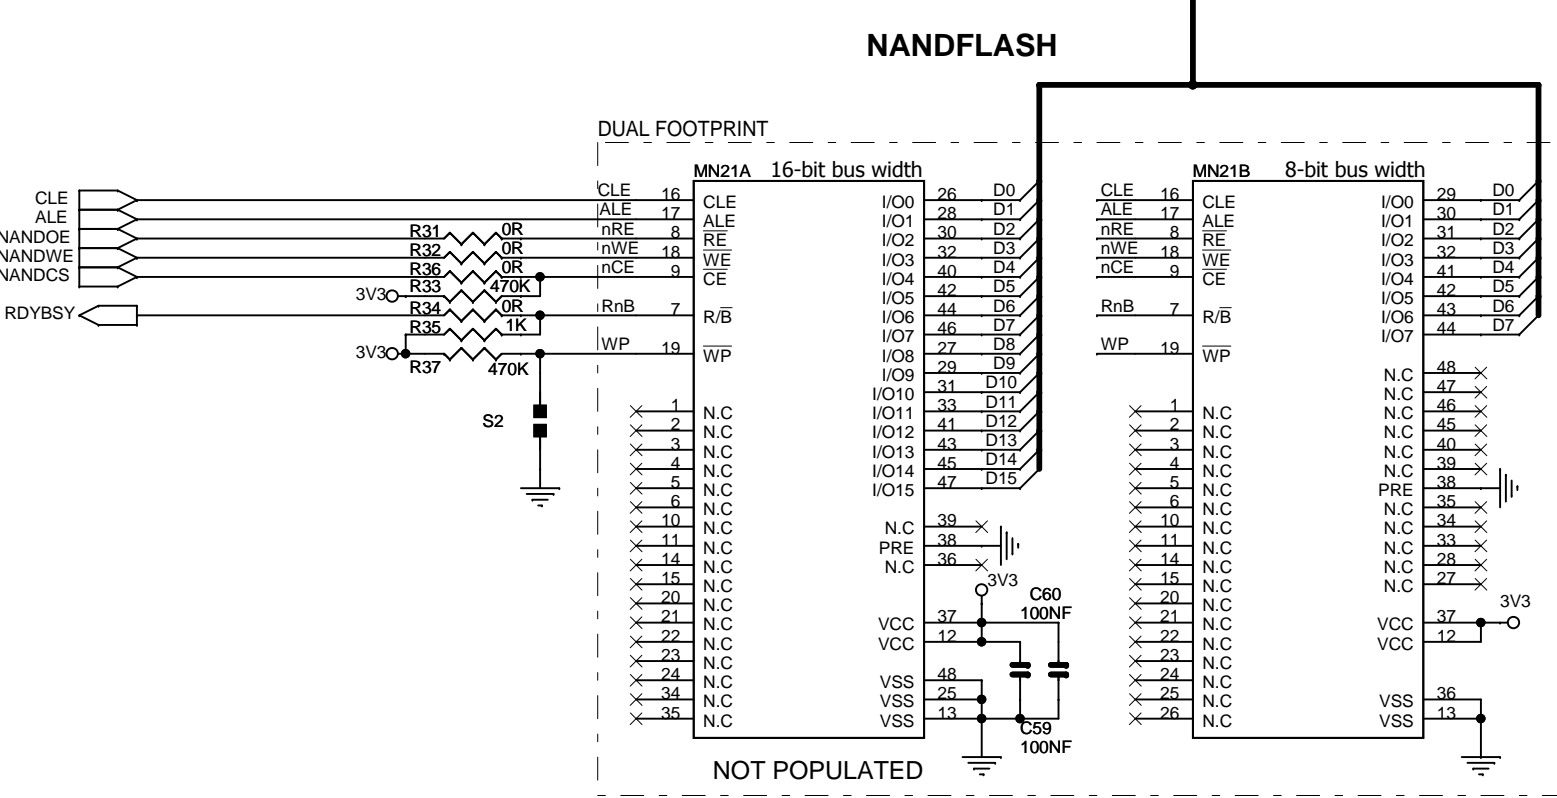 NANDFLASH
DUAL FOOTPRINT
MN21A 16-bit bus width
MN21B 8-bit bus width
CLE
ALE
NANDOE
NANDWE
NANDCS
RDYBSY
R31 0R
R32 0R
R36 0R
R33 470K
3V3
R34 0R
R35 1K
3V3
R37 470K
S2
CLE 16 CLE
ALE 17 ALE
nRE 8 RE
nWE 18 WE
nCE 9 CE
RnB 7 R/B
WP 19 WP
1 N.C
2 N.C
3 N.C
4 N.C
5 N.C
6 N.C
10 N.C
11 N.C
14 N.C
15 N.C
20 N.C
21 N.C
22 N.C
23 N.C
24 N.C
34 N.C
35 N.C
I/O0 26 D0
I/O1 28 D1
I/O2 30 D2
I/O3 32 D3
I/O4 40 D4
I/O5 42 D5
I/O6 44 D6
I/O7 46 D7
I/O8 27 D8
I/O9 29 D9
I/O10 31 D10
I/O11 33 D11
I/O12 41 D12
I/O13 43 D13
I/O14 45 D14
I/O15 47 D15
N.C 39
PRE 38
N.C 36
3V3
C60
100NF
VCC 37
VCC 12
VSS 48
VSS 25
VSS 13
C59
100NF
NOT POPULATED
CLE 16 CLE
ALE 17 ALE
nRE 8 RE
nWE 18 WE
nCE 9 CE
RnB 7 R/B
WP 19 WP
1 N.C
2 N.C
3 N.C
4 N.C
5 N.C
6 N.C
10 N.C
11 N.C
14 N.C
15 N.C
20 N.C
21 N.C
22 N.C
23 N.C
24 N.C
25 N.C
26 N.C
I/O0 29 D0
I/O1 30 D1
I/O2 31 D2
I/O3 32 D3
I/O4 41 D4
I/O5 42 D5
I/O6 43 D6
I/O7 44 D7
N.C 48
N.C 47
N.C 46
N.C 45
N.C 40
N.C 39
PRE 38
N.C 35
N.C 34
N.C 33
N.C 28
N.C 27
3V3
VCC 37
VCC 12
VSS 36
VSS 13